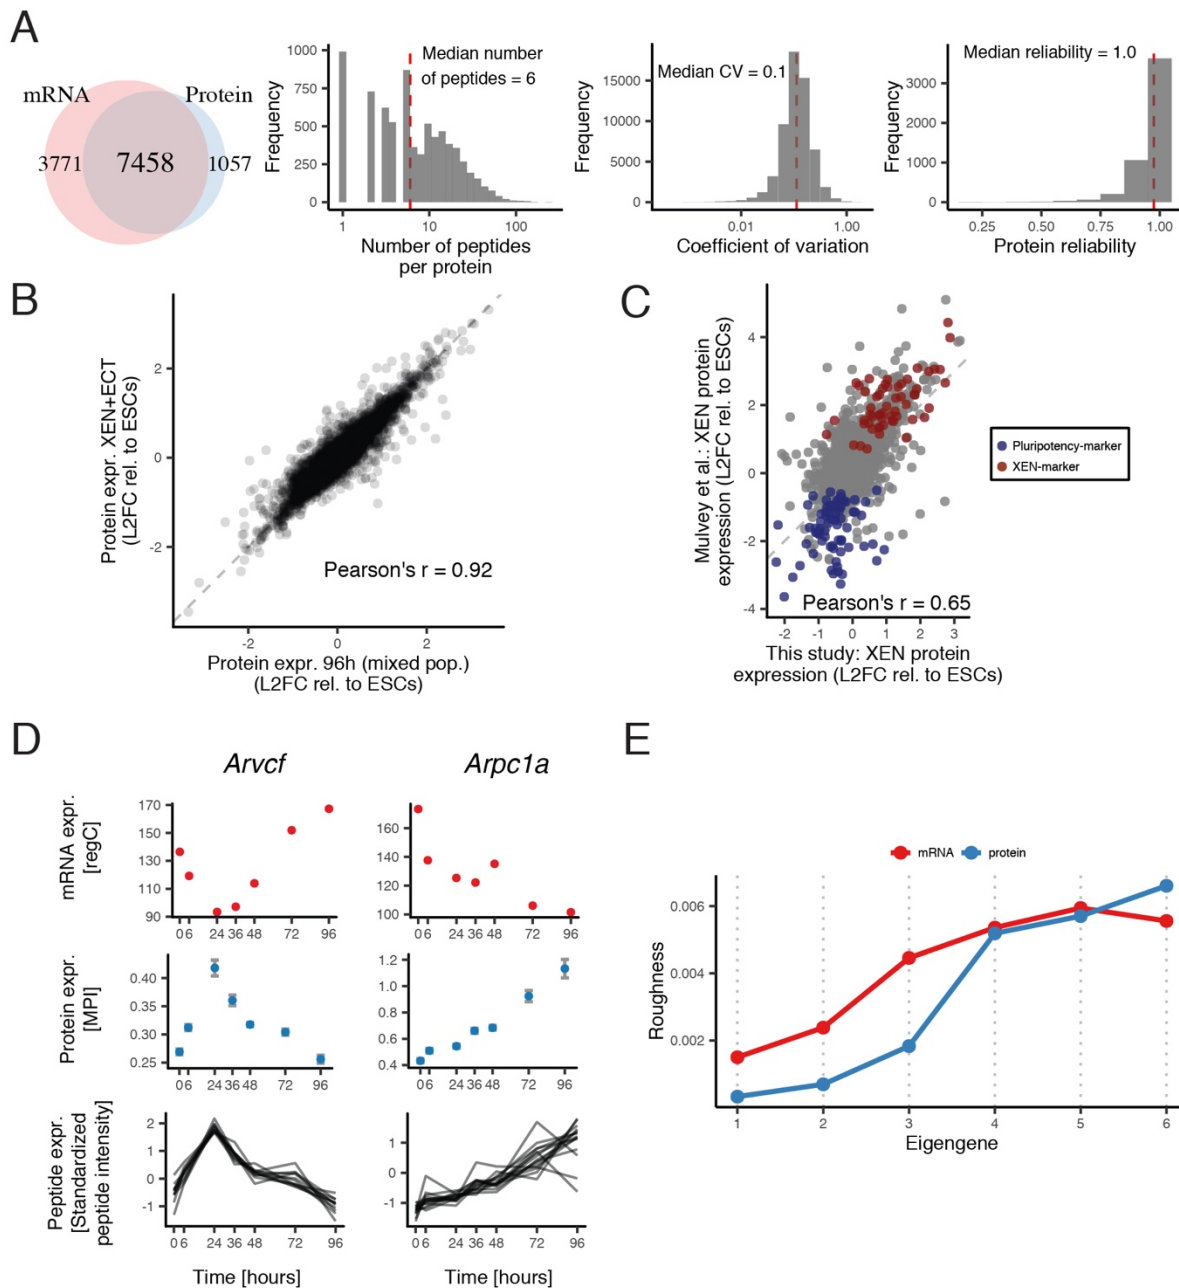 A
mRNA
Protein
3771
7458
1057
Frequency
1000
750
500
250
0
Median number
of peptides = 6
1
10
100
Number of peptides
per protein
Frequency
15000
10000
5000
0
Median CV = 0.1
0.01
1.00
Coefficient of variation
Frequency
3000
2000
1000
0
Median reliability = 1.0
0.25
0.50
0.75
1.00
Protein reliability
B
Protein expr. XEN+ECT
(L2FC rel. to ESCs)
2
0
-2
Pearson's r = 0.92
-2
0
2
Protein expr. 96h (mixed pop.)
(L2FC rel. to ESCs)
C
Mulvey et al.: XEN protein
expression (L2FC rel. to ESCs)
4
2
0
-2
-4
Pearson's r = 0.65
-2
-1
0
1
2
3
This study: XEN protein
expression (L2FC rel. to ESCs)
Pluripotency-marker
XEN-marker
D
Arvcf
Arpc1a
mRNA expr.
[regC]
170
150
130
110
90
0 6 24 36 48 72 96
160
140
120
100
0 6 24 36 48 72 96
Protein expr.
[MPI]
0.40
0.35
0.30
0.25
0 6 24 36 48 72 96
1.2
1.0
0.8
0.6
0.4
0 6 24 36 48 72 96
Peptide expr.
[Standardized
peptide intensity]
2
1
0
-1
0 6 24 36 48 72 96
Time [hours]
1
0
-1
0 6 24 36 48 72 96
Time [hours]
E
mRNA
protein
Roughness
0.006
0.004
0.002
1
2
3
4
5
6
Eigengene